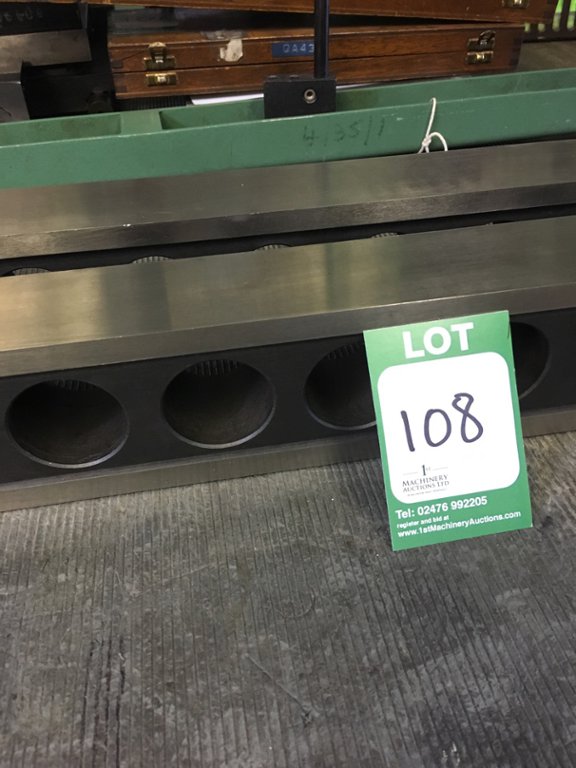 QA43
4/35/1
LOT
108
1st
MACHINERY
AUCTIONS LTD
Tel: 02476 992205
register and bid at
www.1stMachineryAuctions.com